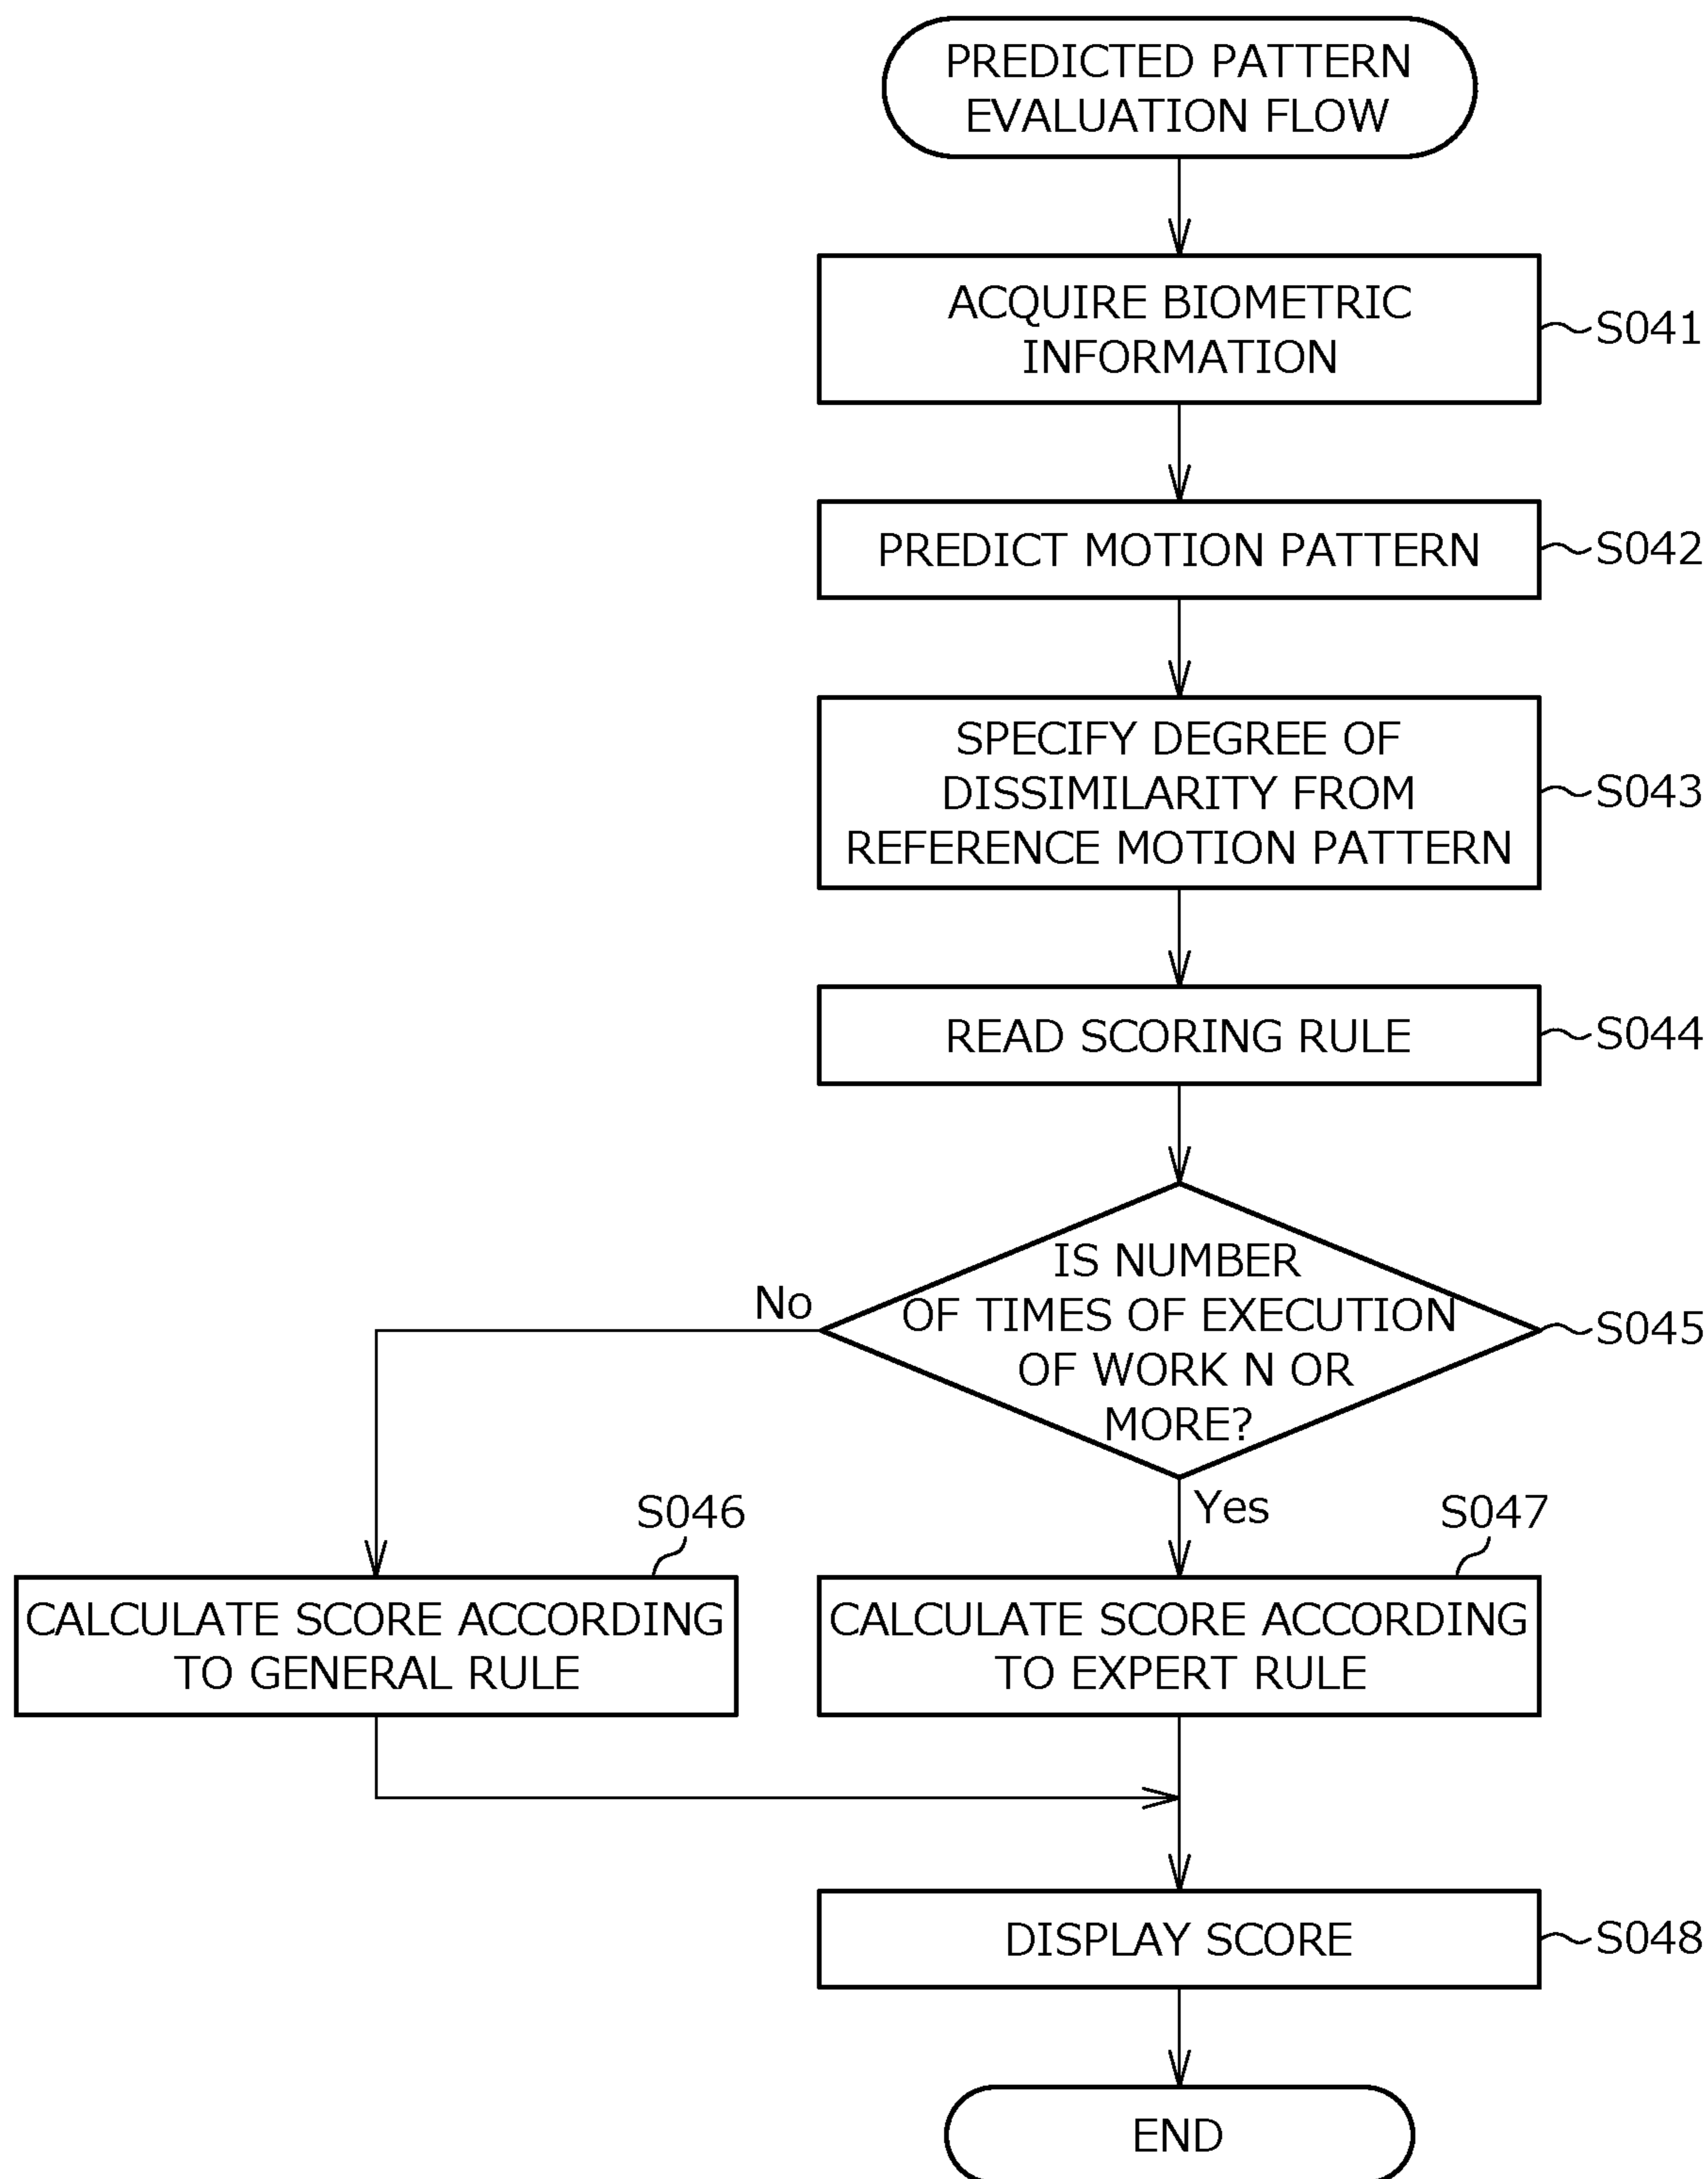 PREDICTED PATTERN
EVALUATION FLOW
ACQUIRE BIOMETRIC
INFORMATION
S041
PREDICT MOTION PATTERN
S042
SPECIFY DEGREE OF
DISSIMILARITY FROM
REFERENCE MOTION PATTERN
S043
READ SCORING RULE
S044
IS NUMBER
OF TIMES OF EXECUTION
OF WORK N OR
MORE?
S045
No
Yes
S046
CALCULATE SCORE ACCORDING
TO GENERAL RULE
S047
CALCULATE SCORE ACCORDING
TO EXPERT RULE
DISPLAY SCORE
S048
END